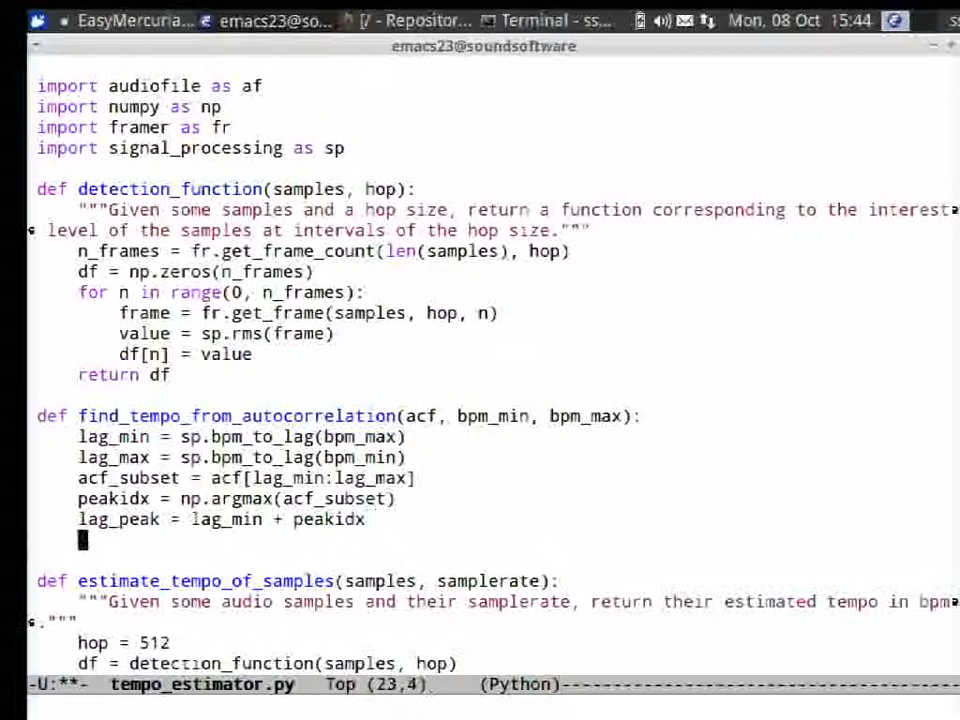 EasyMercuria... emacs23@so... [/ - Repositor... Terminal - ss... Mon, 08 Oct 15:44
emacs23@soundsoftware
import audiofile as af
import numpy as np
import framer as fr
import signal_processing as sp
def detection_function(samples, hop):
"""Given some samples and a hop size, return a function corresponding to the interest
level of the samples at intervals of the hop size."""
n_frames = fr.get_frame_count(len(samples), hop)
df = np.zeros(n_frames)
for n in range(0, n_frames):
frame = fr.get_frame(samples, hop, n)
value = sp.rms(frame)
df[n] = value
return df
def find_tempo_from_autocorrelation(acf, bpm_min, bpm_max):
lag_min = sp.bpm_to_lag(bpm_max)
lag_max = sp.bpm_to_lag(bpm_min)
acf_subset = acf[lag_min:lag_max]
peakidx = np.argmax(acf_subset)
lag_peak = lag_min + peakidx
def estimate_tempo_of_samples(samples, samplerate):
"""Given some audio samples and their samplerate, return their estimated tempo in bpm
."""
hop = 512
df = detection_function(samples, hop)
-U:**- tempo_estimator.py Top (23,4) (Python)------------------------------------------